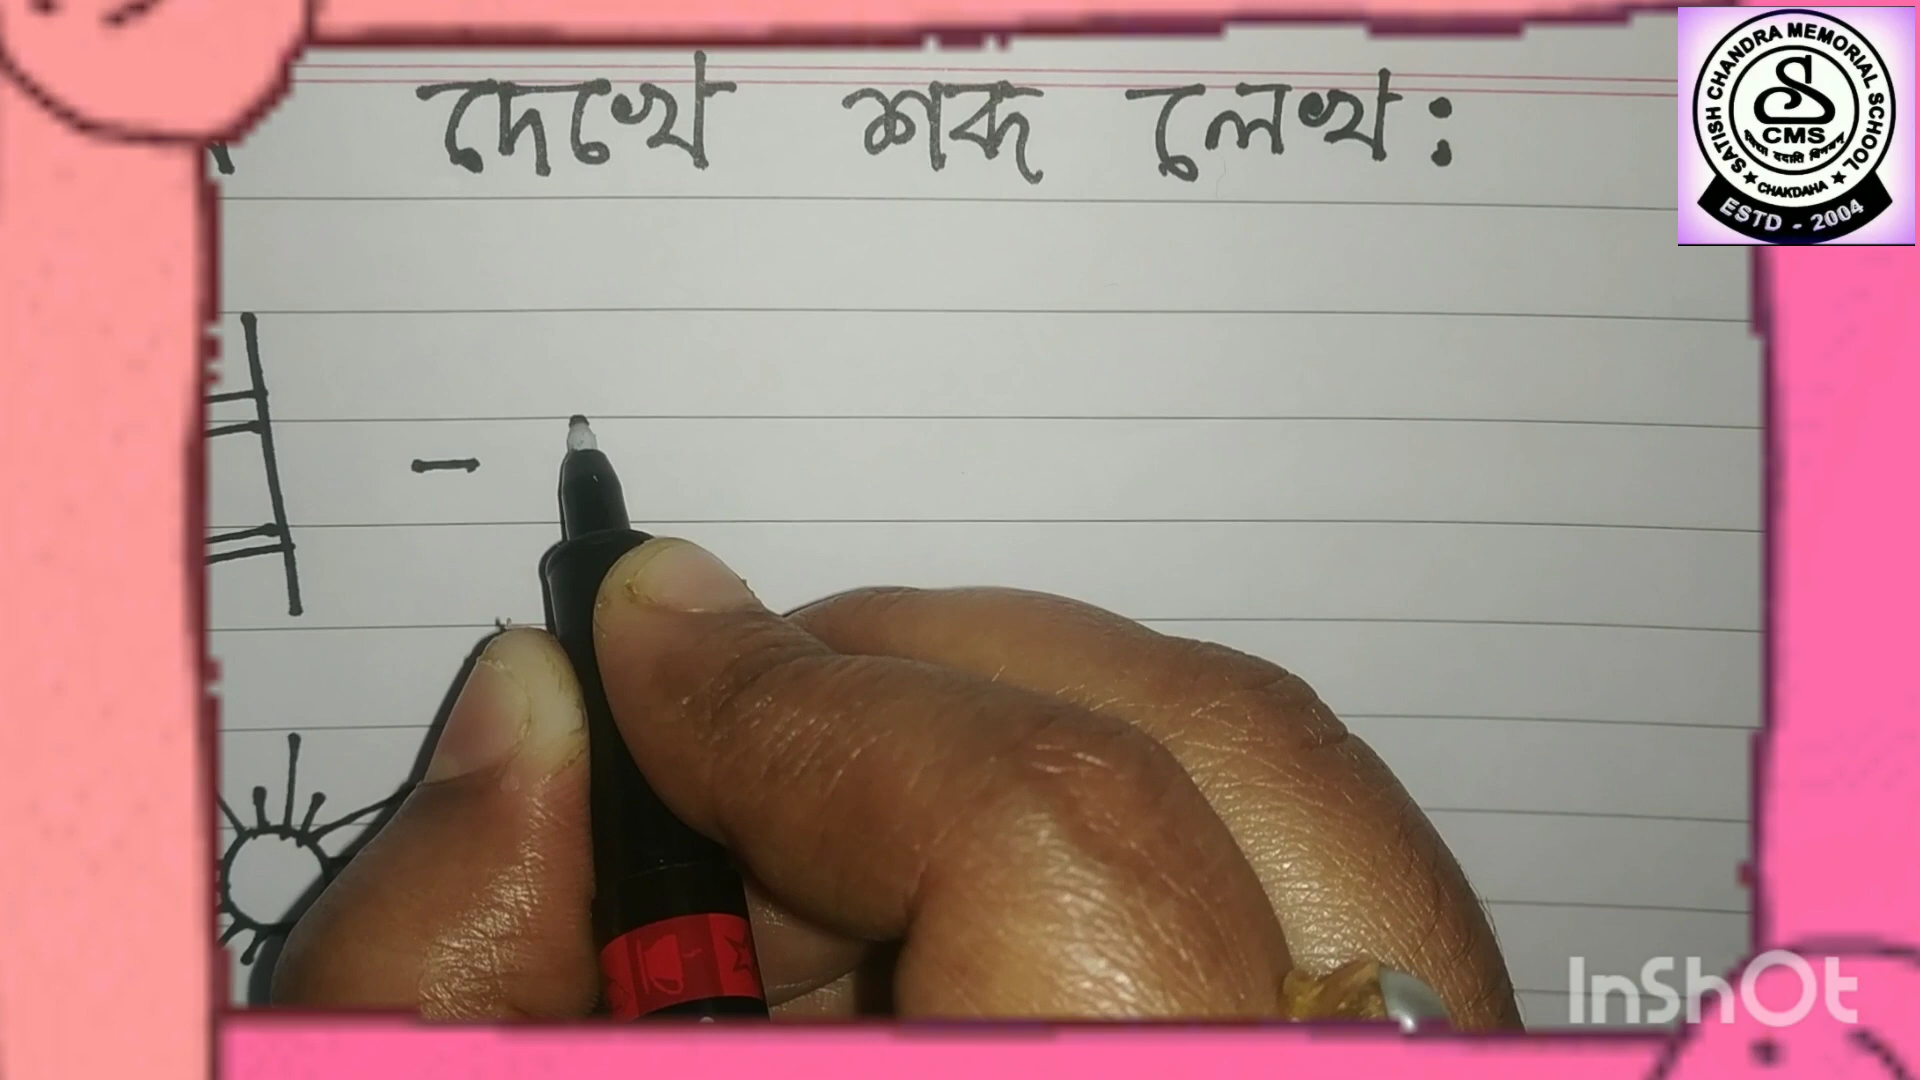 দেখে শব্দ লেখ :
SATISH CHANDRA MEMORIAL SCHOOL
S
CMS
CHAKDAHA
ESTD - 2004
InShOt